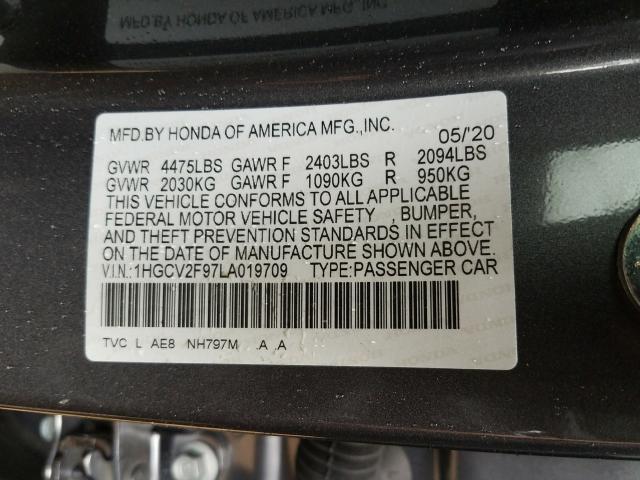 MFD.BY HONDA OF AMERICA MFG.,INC. 05/'20
GVWR 4475LBS GAWR F 2403LBS R 2094LBS
GVWR 2030KG GAWR F 1090KG R 950KG
THIS VEHICLE CONFORMS TO ALL APPLICABLE
FEDERAL MOTOR VEHICLE SAFETY , BUMPER,
AND THEFT PREVENTION STANDARDS IN EFFECT
ON THE DATE OF MANUFACTURE SHOWN ABOVE.
V.I.N.:1HGCV2F97LA019709 TYPE:PASSENGER CAR
TVC L AE8 NH797M .A .A